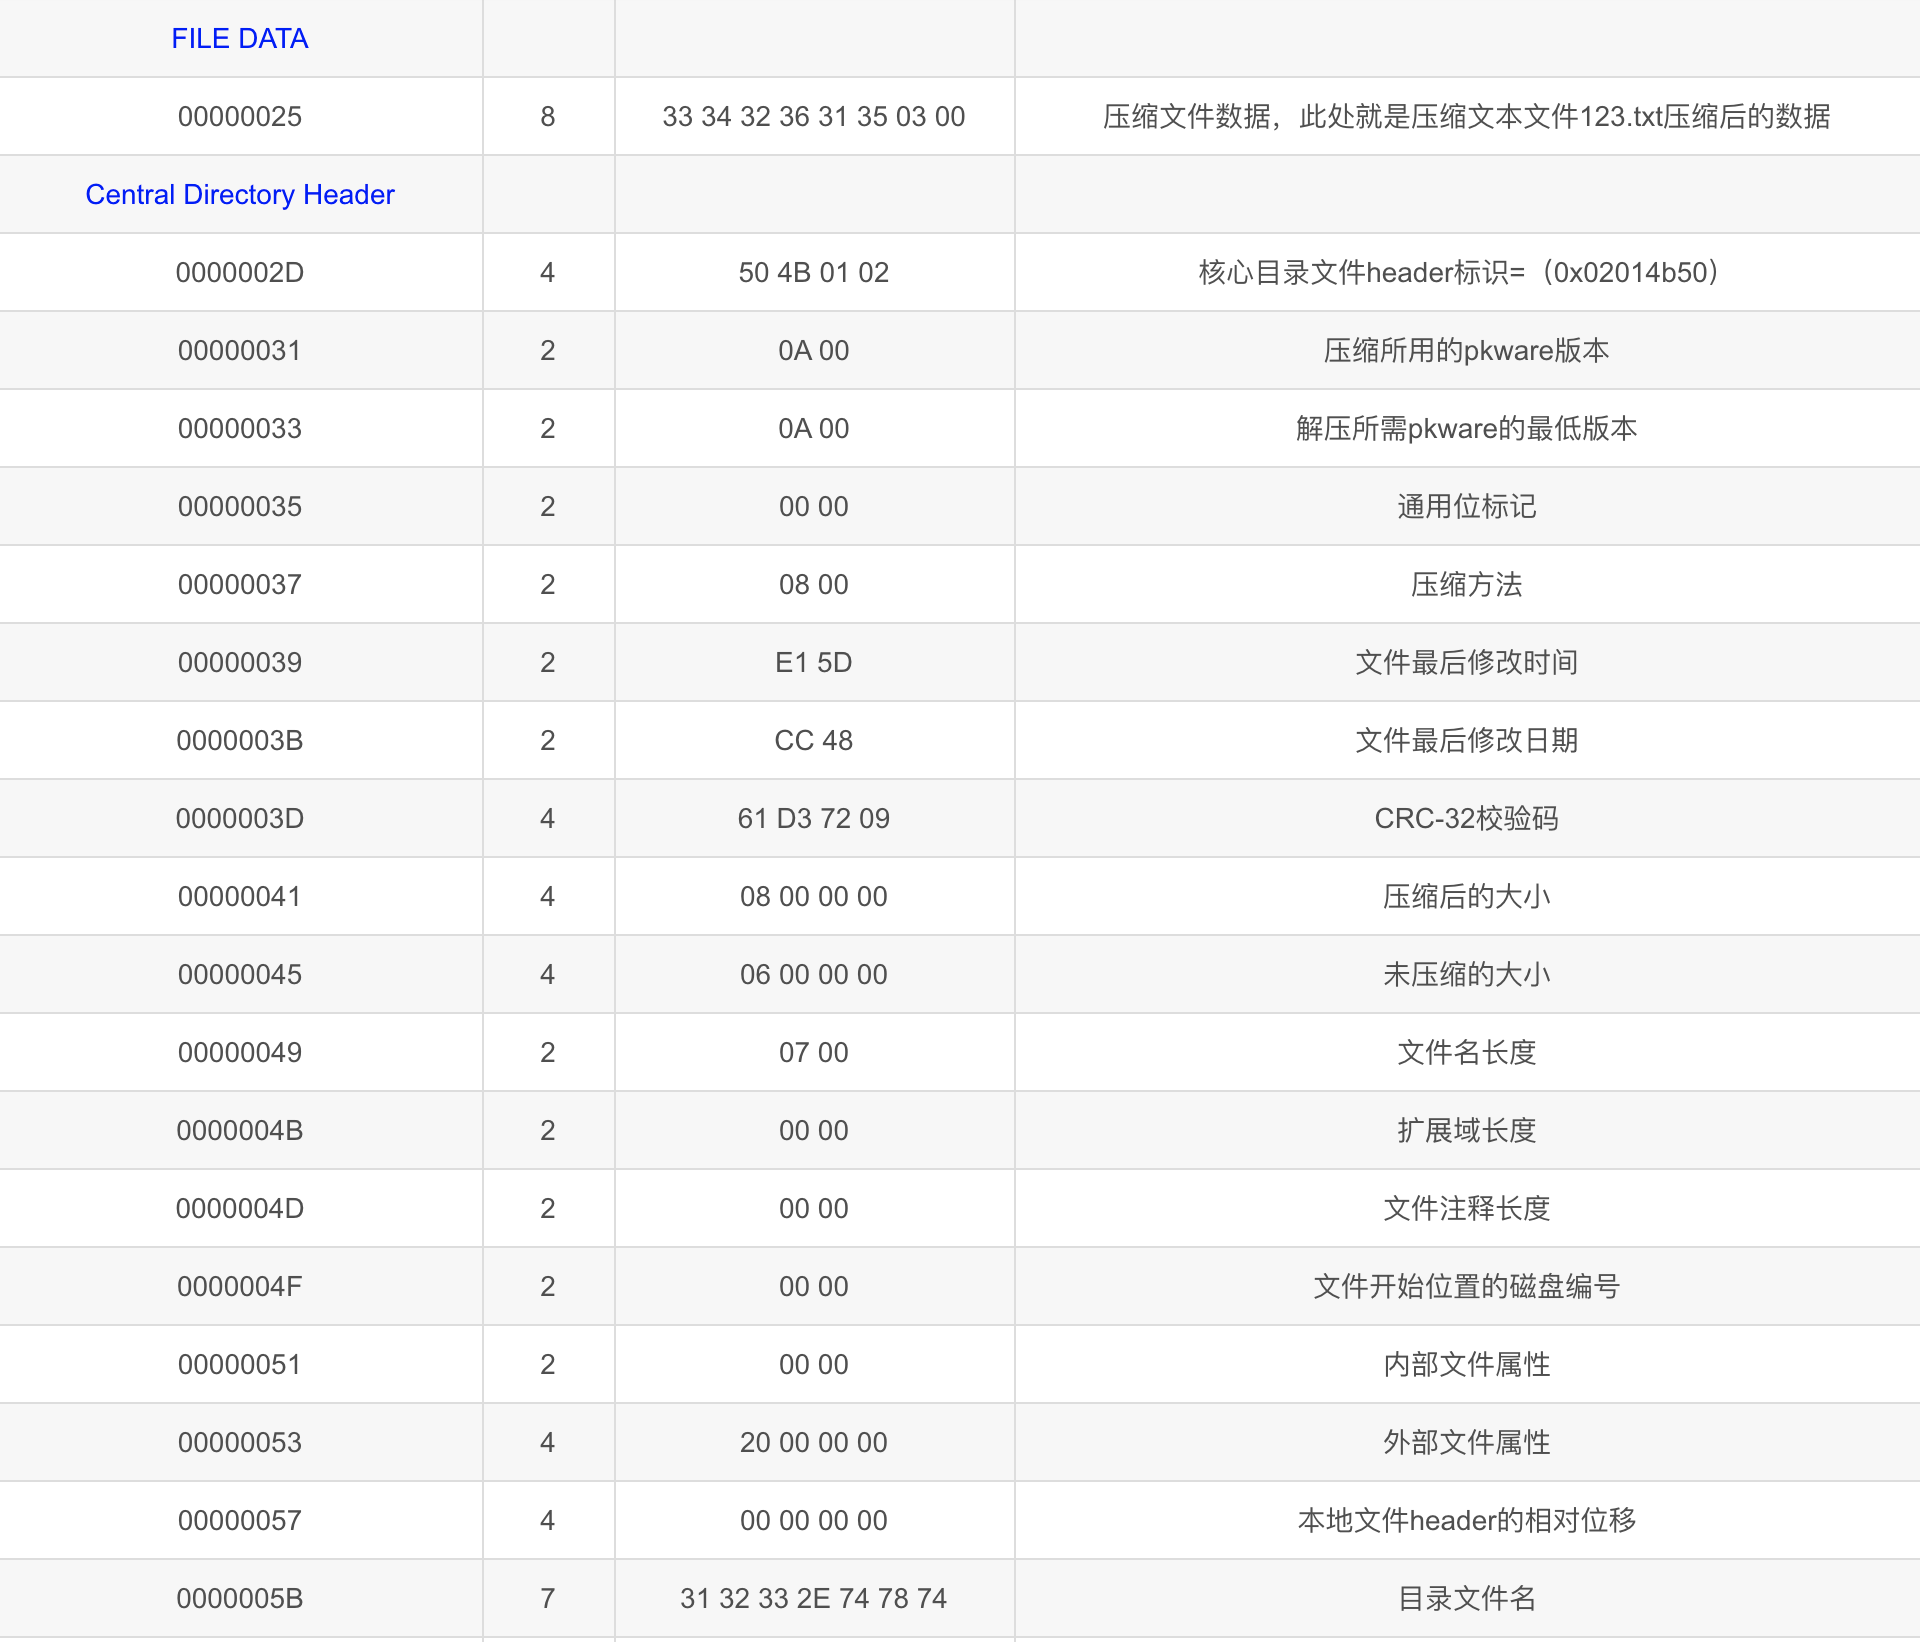 FILE DATA
00000025 8 33 34 32 36 31 35 03 00 压缩文件数据，此处就是压缩文本文件123.txt压缩后的数据
Central Directory Header
0000002D 4 50 4B 01 02 核心目录文件header标识=（0x02014b50）
00000031 2 0A 00 压缩所用的pkware版本
00000033 2 0A 00 解压所需pkware的最低版本
00000035 2 00 00 通用位标记
00000037 2 08 00 压缩方法
00000039 2 E1 5D 文件最后修改时间
0000003B 2 CC 48 文件最后修改日期
0000003D 4 61 D3 72 09 CRC-32校验码
00000041 4 08 00 00 00 压缩后的大小
00000045 4 06 00 00 00 未压缩的大小
00000049 2 07 00 文件名长度
0000004B 2 00 00 扩展域长度
0000004D 2 00 00 文件注释长度
0000004F 2 00 00 文件开始位置的磁盘编号
00000051 2 00 00 内部文件属性
00000053 4 20 00 00 00 外部文件属性
00000057 4 00 00 00 00 本地文件header的相对位移
0000005B 7 31 32 33 2E 74 78 74 目录文件名